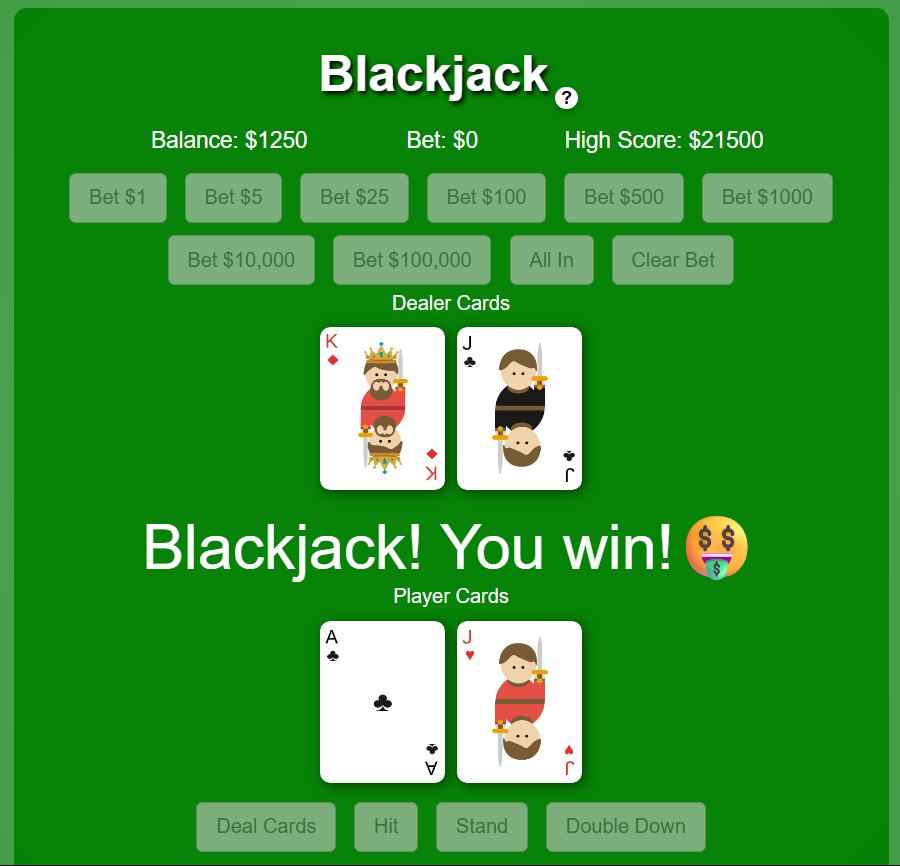 Blackjack ?
Balance: $1250 Bet: $0 High Score: $21500
Bet $1 Bet $5 Bet $25 Bet $100 Bet $500 Bet $1000
Bet $10,000 Bet $100,000 All In Clear Bet
Dealer Cards
K J
K J
Blackjack! You win! 🤑
Player Cards
A J
A J
Deal Cards Hit Stand Double Down